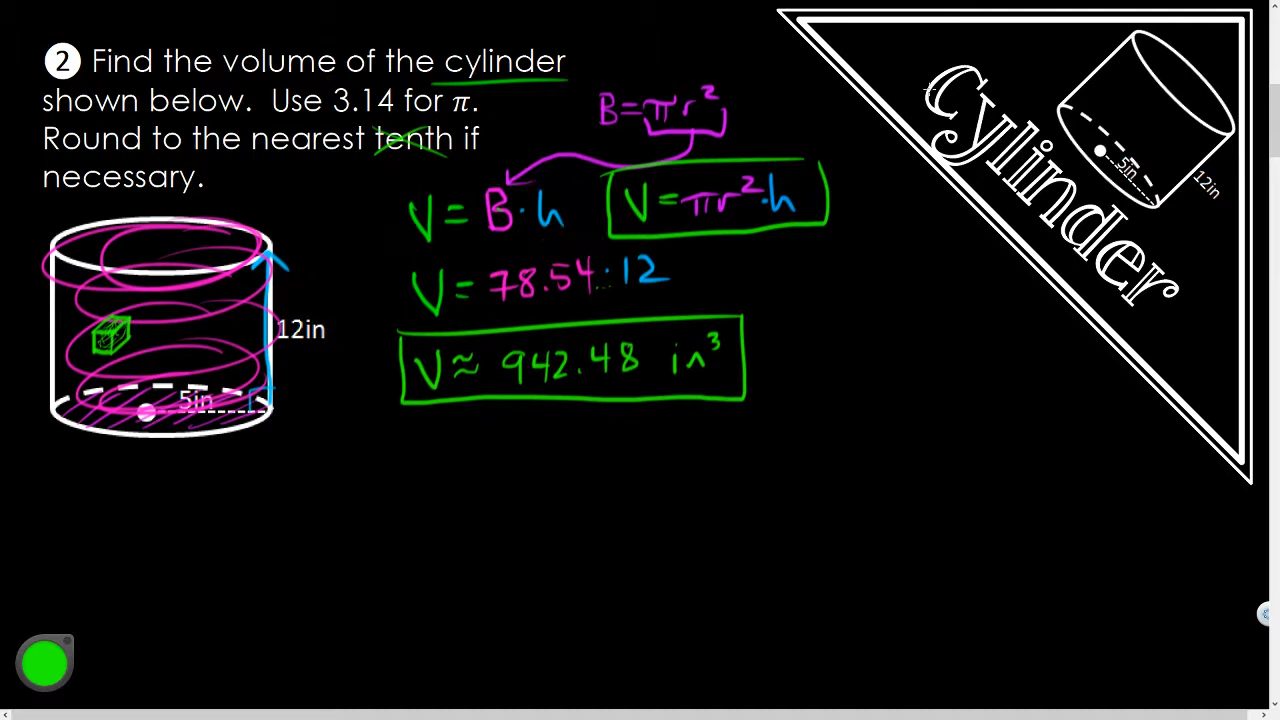 2 Find the volume of the cylinder
shown below. Use 3.14 for π.
Round to the nearest tenth if
necessary.
B=πr²
V = B·h
V=πr²·h
V = 78.54·12
V≈ 942.48 in³
12in
5in
Cylinder
5in
12in